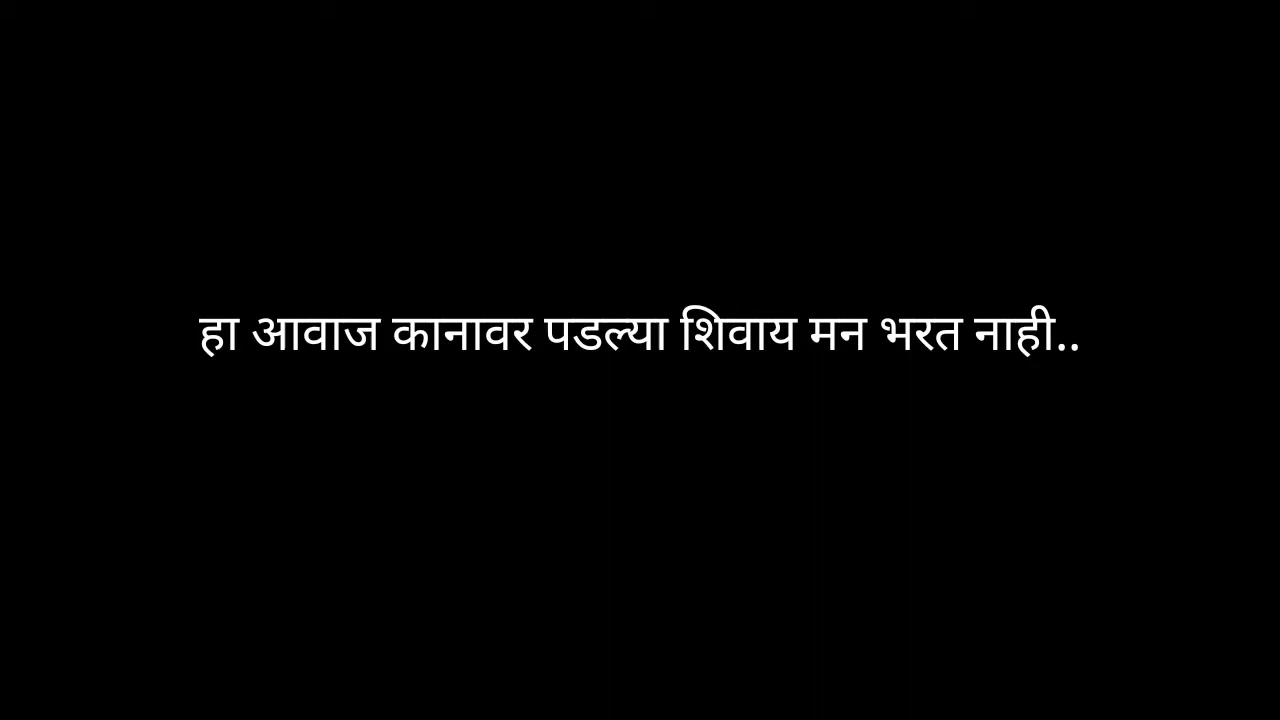 हा आवाज कानावर पडल्या शिवाय मन भरत नाही..